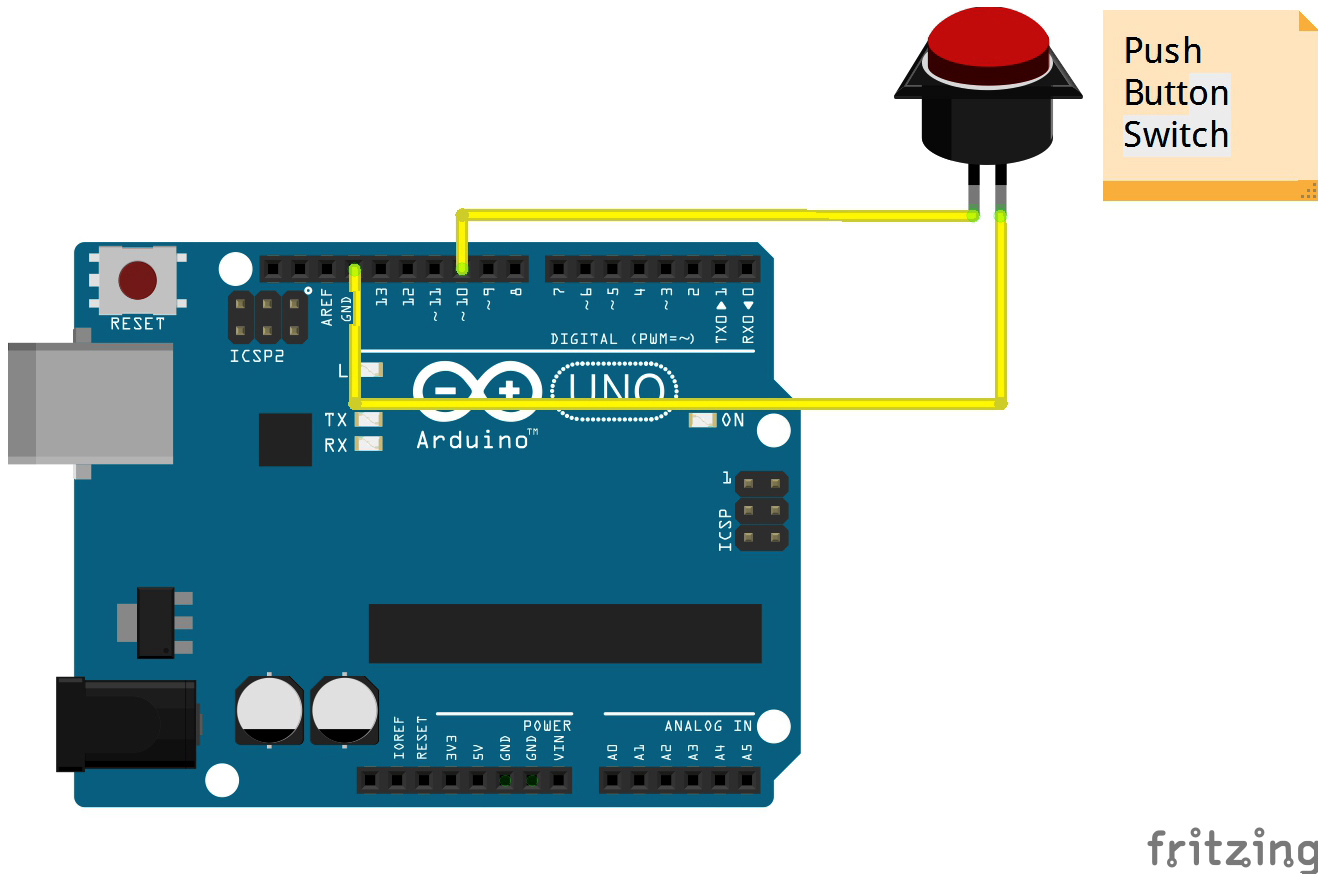 Push
Button
Switch
RESET
ICSP2
AREF
GND
13
12
~11
~10
~9
8
7
~6
~5
4
~3
2
TX0▶1
RX0◀0
DIGITAL (PWM=~)
L
UNO
TX
RX
ON
Arduino™
1
ICSP
IOREF
RESET
3V3
5V
GND
GND
VIN
POWER
ANALOG IN
A0
A1
A2
A3
A4
A5
fritzing